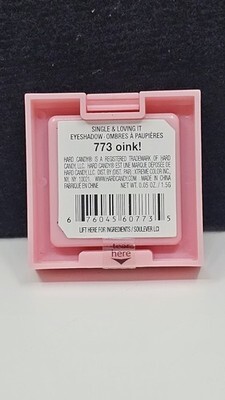 SINGLE & LOVING IT
EYESHADOW · OMBRES À PAUPIÈRES
773 oink!
HARD CANDY® IS A REGISTERED TRADEMARK OF HARD
CANDY, LLC. HARD CANDY® EST UNE MARQUE DÉPOSÉE DE
HARD CANDY, LLC. DIST. BY (DIST. PAR): XTREME COLOR, INC.,
NY, NY 10001. WWW.HARDCANDY.COM MADE IN CHINA
FABRIQUE EN CHINE NET WT. 0.05 OZ. / 1.5G
6 76045 60773 5
LIFT HERE FOR INGREDIENTS / SOULEVER ICI
tear
here